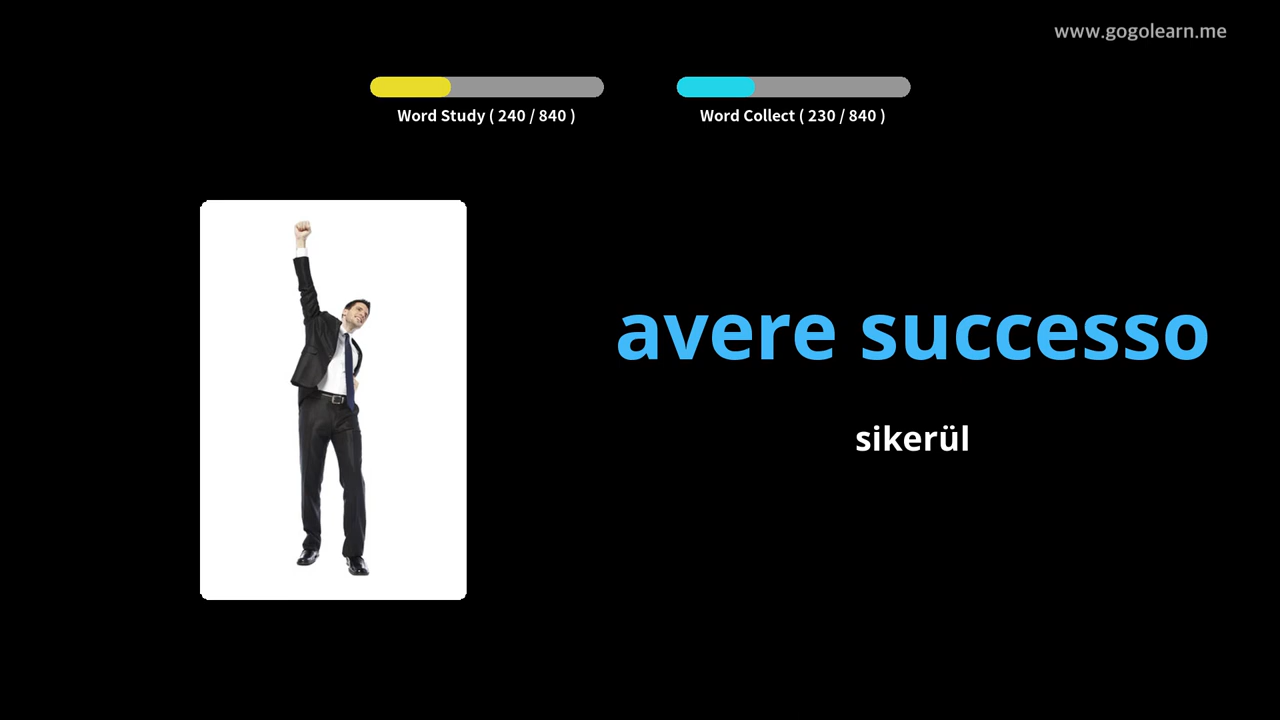 www.gogolearn.me
Word Study ( 240 / 840 )
Word Collect ( 230 / 840 )
avere successo
sikerül